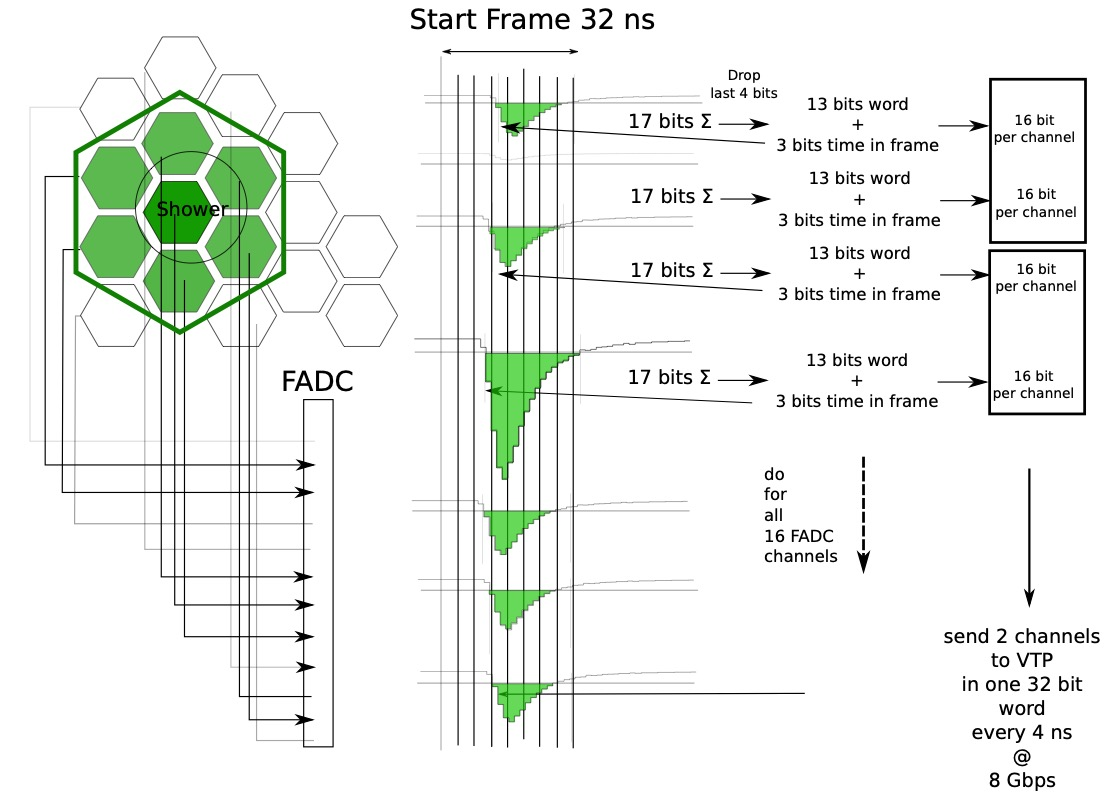 Start Frame 32 ns
Drop
last 4 bits
17 bits Σ
13 bits word
+
3 bits time in frame
16 bit
per channel
17 bits Σ
13 bits word
+
3 bits time in frame
16 bit
per channel
17 bits Σ
13 bits word
+
3 bits time in frame
16 bit
per channel
17 bits Σ
13 bits word
+
3 bits time in frame
16 bit
per channel
Shower
FADC
do
for
all
16 FADC
channels
send 2 channels
to VTP
in one 32 bit
word
every 4 ns
@
8 Gbps